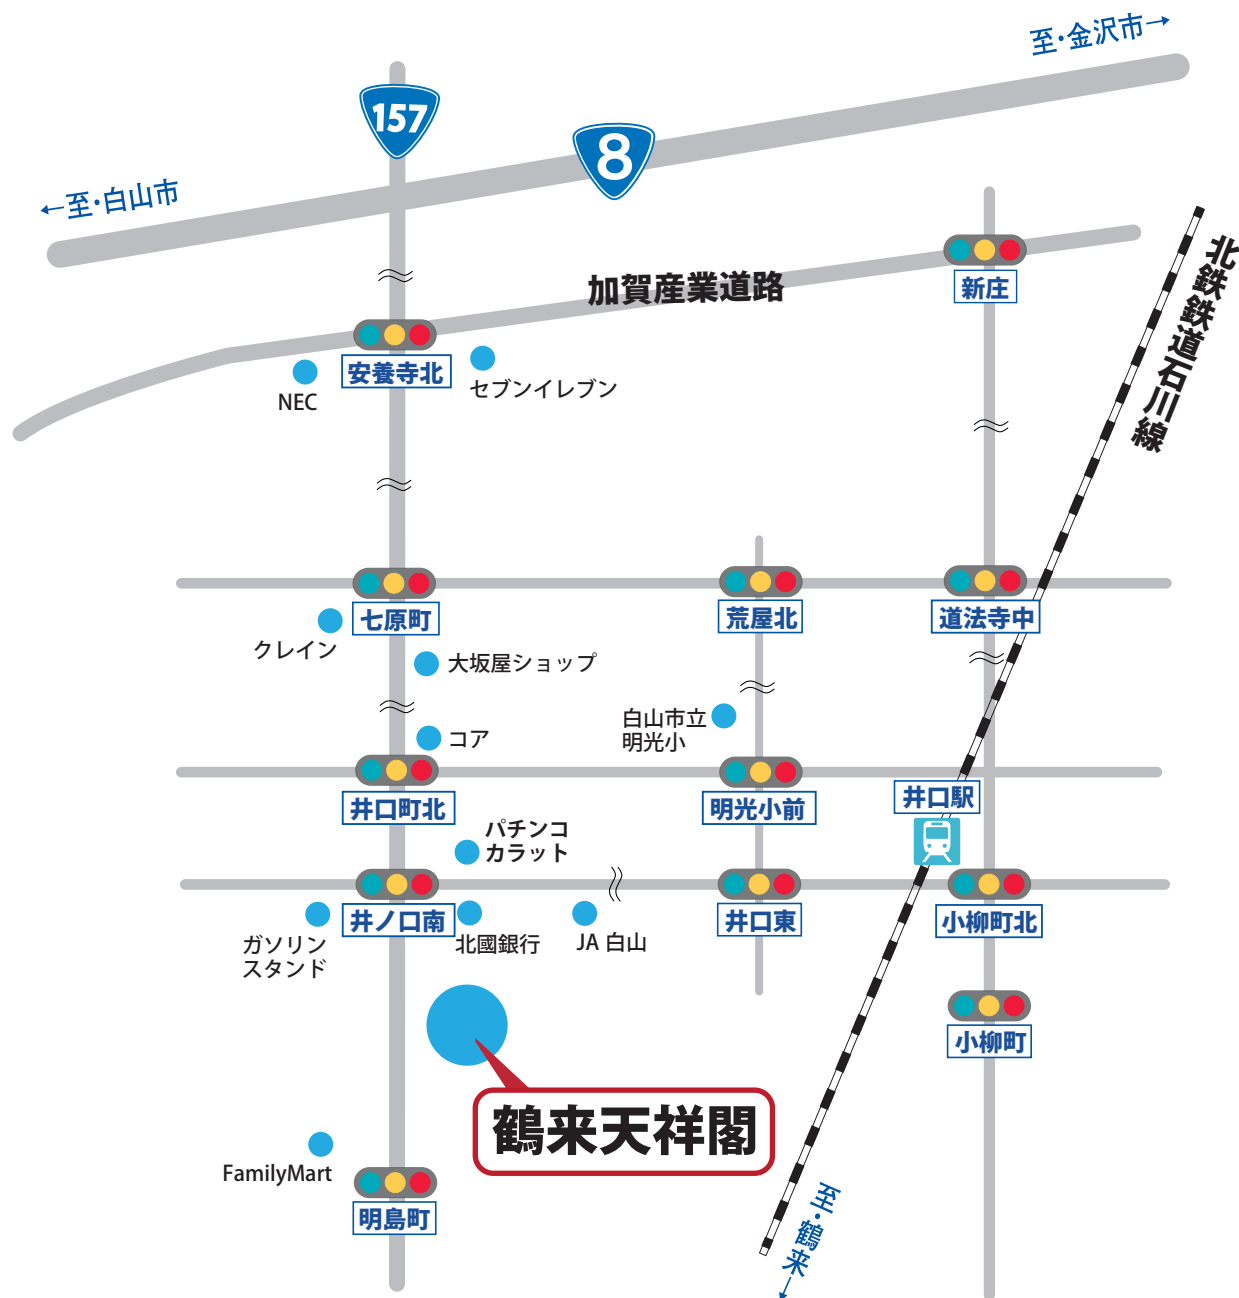 至・金沢市→
157
8
←至・白山市
北鉄鉄道石川線
加賀産業道路
新庄
安養寺北
セブンイレブン
NEC
七原町
荒屋北
道法寺中
クレイン
大坂屋ショップ
白山市立
明光小
コア
井口駅
井口町北
明光小前
パチンコ
カラット
井ノ口南
井口東
小柳町北
ガソリン
スタンド
北國銀行
JA 白山
小柳町
鶴来天祥閣
FamilyMart
明島町
至・鶴来→